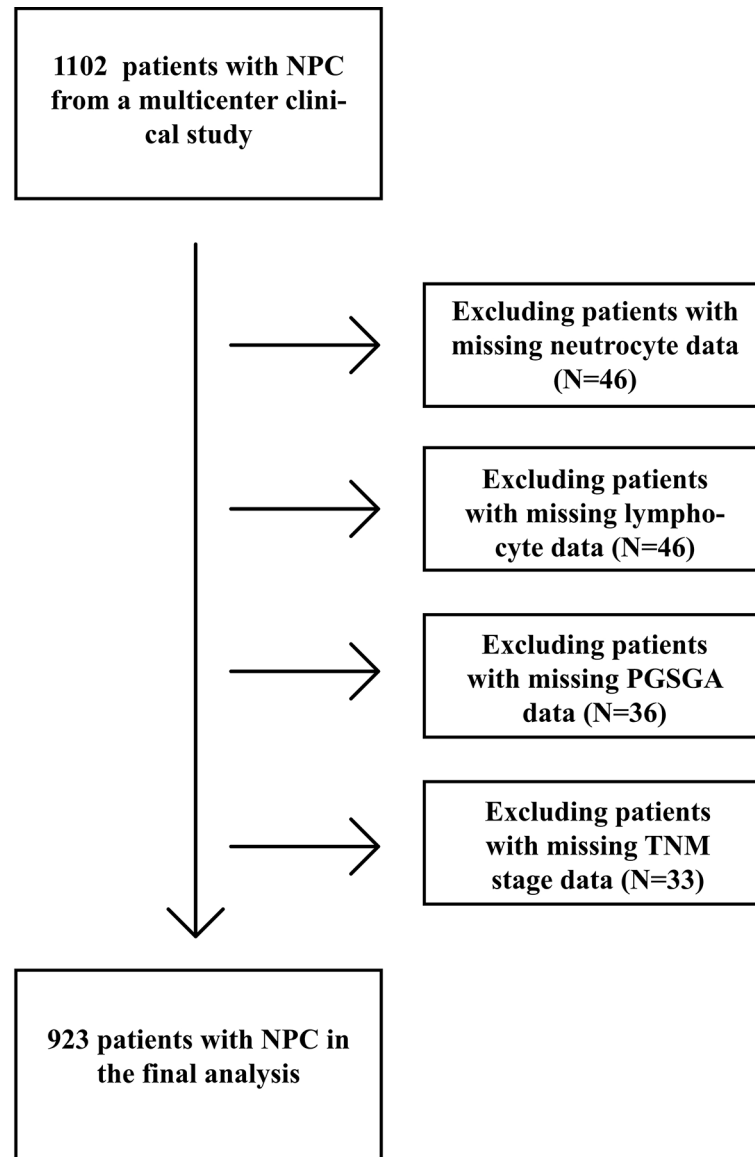 1102 patients with NPC
from a multicenter clini-
cal study
Excluding patients with
missing neutrocyte data
(N=46)
Excluding patients
with missing lympho-
cyte data (N=46)
Excluding patients
with missing PGSGA
data (N=36)
Excluding patients
with missing TNM
stage data (N=33)
923 patients with NPC in
the final analysis